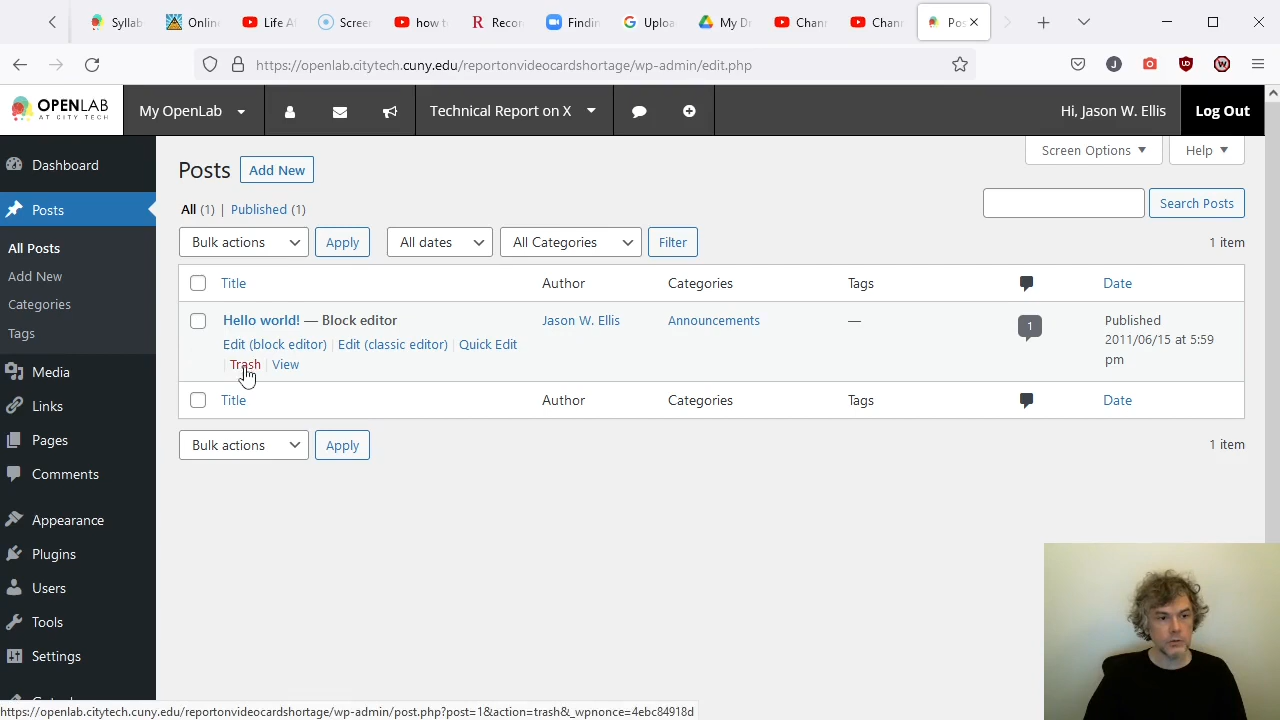 Syllab
Onlin
Life Af
Screen
how t
Recon
Findin
Uploa
My Dr
Chann
Chann
Pos
https://openlab.citytech.cuny.edu/reportonvideocardshortage/wp-admin/edit.php
OPENLAB
AT CITY TECH
My OpenLab
Technical Report on X
Hi, Jason W. Ellis
Log Out
Dashboard
Posts
All Posts
Add New
Categories
Tags
Media
Links
Pages
Comments
Appearance
Plugins
Users
Tools
Settings
Posts
Add New
Screen Options
Help
All (1) | Published (1)
Search Posts
Bulk actions
Apply
All dates
All Categories
Filter
1 item
Title
Author
Categories
Tags
Date
Hello world! — Block editor
Edit (block editor) | Edit (classic editor) | Quick Edit
| Trash | View
Jason W. Ellis
Announcements
—
1
Published
2011/06/15 at 5:59
pm
Title
Author
Categories
Tags
Date
Bulk actions
Apply
1 item
https://openlab.citytech.cuny.edu/reportonvideocardshortage/wp-admin/post.php?post=1&action=trash&_wpnonce=4ebc84918d